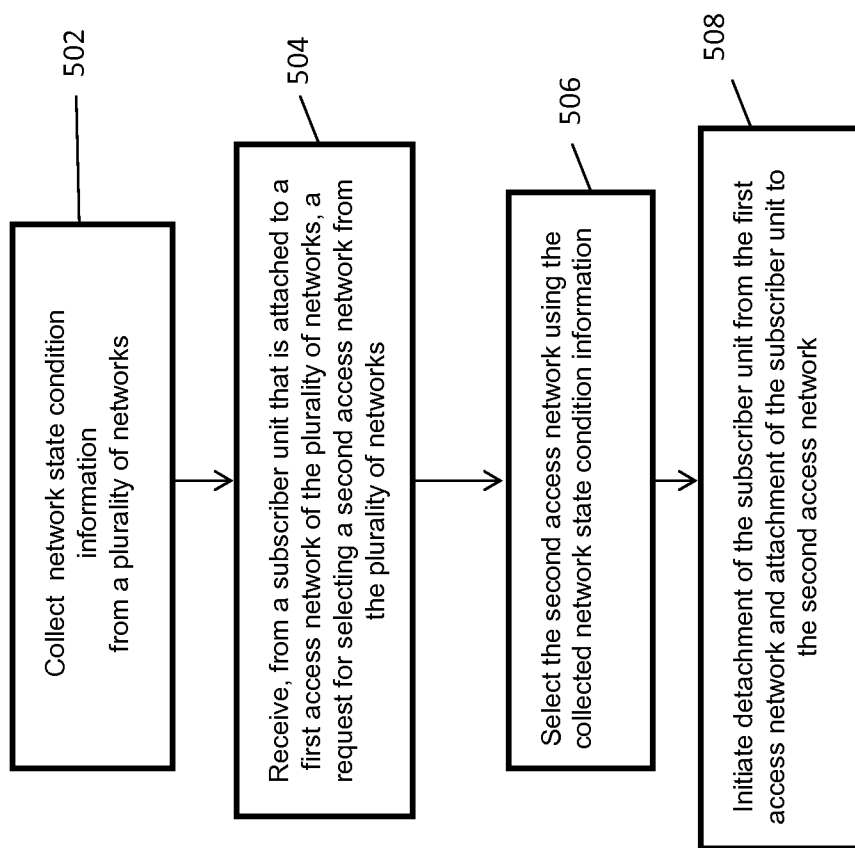 502
Collect network state condition
information
from a plurality of networks
504
Receive, from a subscriber unit that is attached to a
first access network of the plurality of networks, a
request for selecting a second access network from
the plurality of networks
506
Select the second access network using the
collected network state condition information
508
Initiate detachment of the subscriber unit from the first
access network and attachment of the subscriber unit to
the second access network